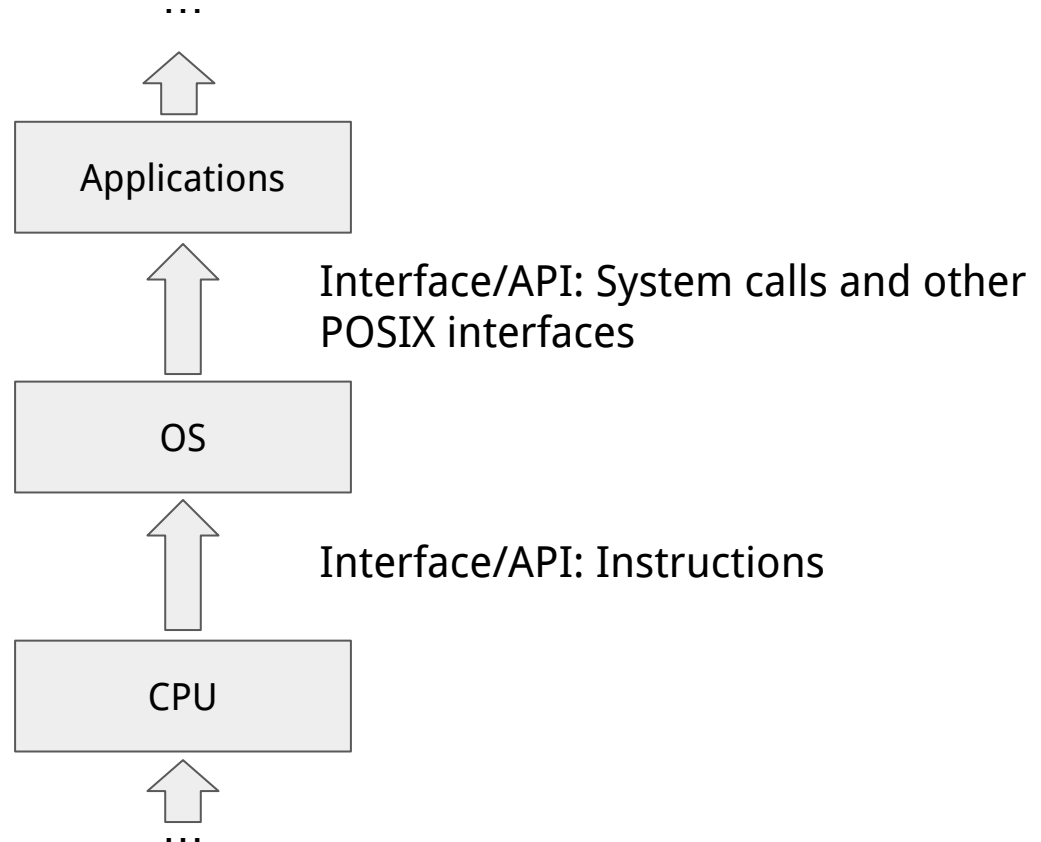 ...
Applications
Interface/API: System calls and other
POSIX interfaces
OS
Interface/API: Instructions
CPU
...